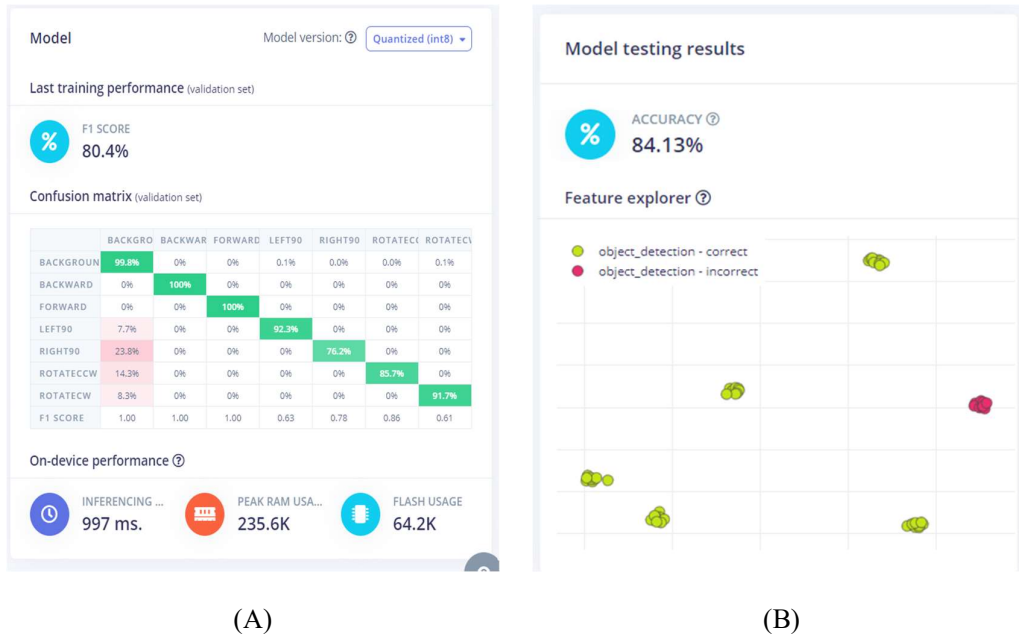 Model
Model version: ? Quantized (int8)
Last training performance (validation set)
%
F1 SCORE
80.4%
Confusion matrix (validation set)
BACKGRO BACKWAR FORWARD LEFT90 RIGHT90 ROTATECC ROTATECW
BACKGROUN 99.8% 0% 0% 0.1% 0.0% 0.0% 0.1%
BACKWARD 0% 100% 0% 0% 0% 0% 0%
FORWARD 0% 0% 100% 0% 0% 0% 0%
LEFT90 7.7% 0% 0% 92.3% 0% 0% 0%
RIGHT90 23.8% 0% 0% 0% 76.2% 0% 0%
ROTATECCW 14.3% 0% 0% 0% 0% 85.7% 0%
ROTATECW 8.3% 0% 0% 0% 0% 0% 91.7%
F1 SCORE 1.00 1.00 1.00 0.63 0.78 0.86 0.61
On-device performance ?
INFERENCING ...
997 ms.
PEAK RAM USA...
235.6K
FLASH USAGE
64.2K
(A)
Model testing results
%
ACCURACY ?
84.13%
Feature explorer ?
object_detection - correct
object_detection - incorrect
(B)